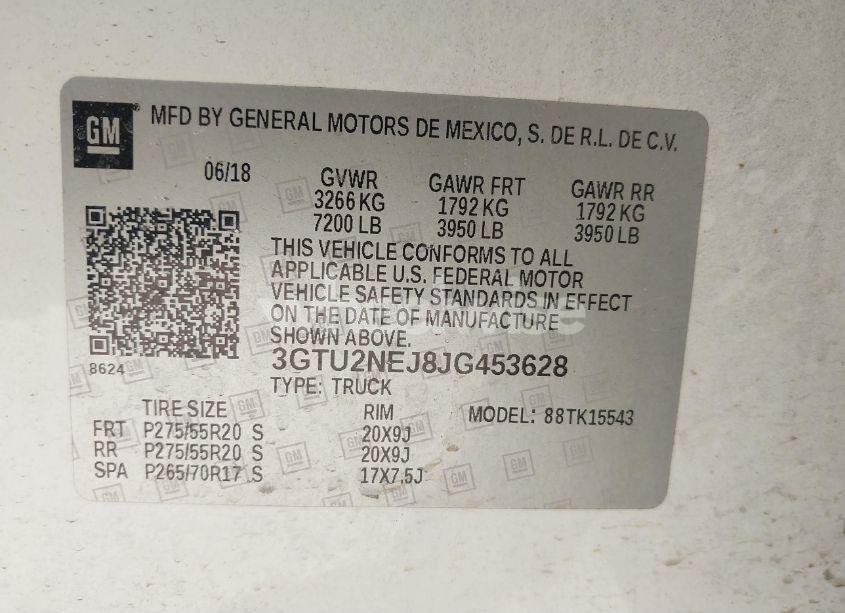 GM
MFD BY GENERAL MOTORS DE MEXICO, S. DE R.L. DE C.V.
06/18
GVWR GAWR FRT GAWR RR
3266 KG 1792 KG 1792 KG
7200 LB 3950 LB 3950 LB
THIS VEHICLE CONFORMS TO ALL
APPLICABLE U.S. FEDERAL MOTOR
VEHICLE SAFETY STANDARDS IN EFFECT
ON THE DATE OF MANUFACTURE
SHOWN ABOVE.
8624
3GTU2NEJ8JG453628
TYPE: TRUCK
TIRE SIZE RIM MODEL: 88TK15543
FRT P275/55R20 S 20X9J
RR P275/55R20 S 20X9J
SPA P265/70R17 S 17X7.5J